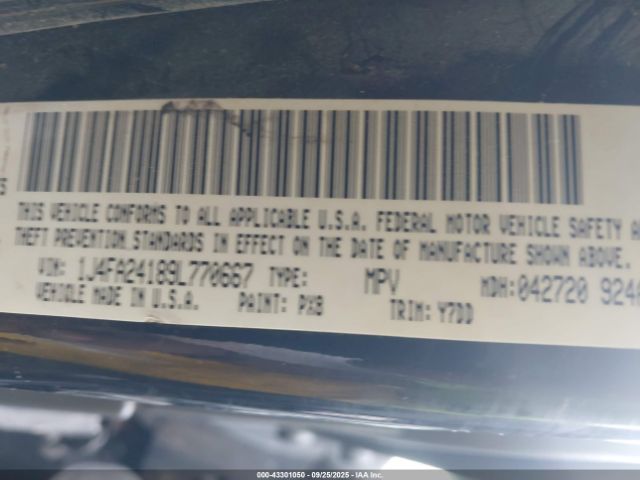 THIS VEHICLE CONFORMS TO ALL APPLICABLE U.S.A. FEDERAL MOTOR VEHICLE SAFETY
THEFT PREVENTION STANDARDS IN EFFECT ON THE DATE OF MANUFACTURE SHOWN ABOVE.
VIN: 1J4FA24189L770667 TYPE: MPV MDH: 042720 924
VEHICLE MADE IN U.S.A. PAINT: PXB TRIM: Y7DD
000-43301050 - 09/25/2025 - © IAA Inc.